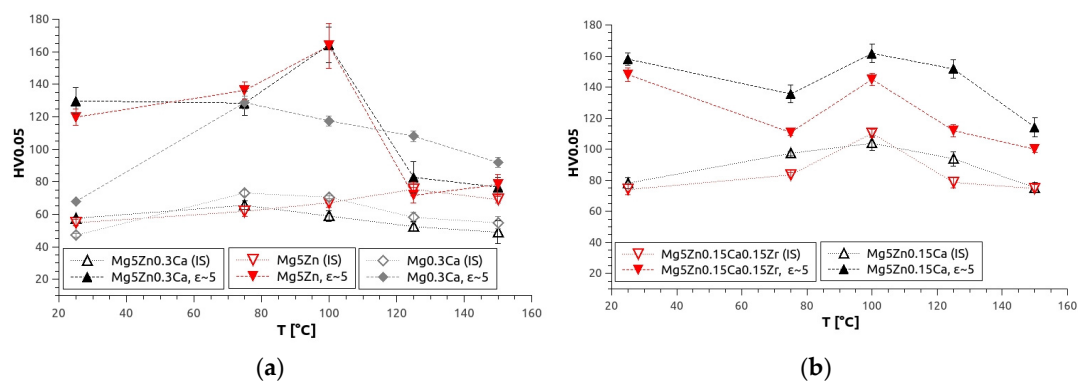 180
160
140
120
100
80
60
40
HV0.05
Mg5Zn0.3Ca (IS)
Mg5Zn0.3Ca, ε~5
Mg5Zn (IS)
Mg5Zn, ε~5
Mg0.3Ca (IS)
Mg0.3Ca, ε~5
20 40 60 80 100 120 140 160
T [°C]
(a)
180
160
140
120
100
80
60
80
HV0.05
Mg5Zn0.15Ca0.15Zr (IS)
Mg5Zn0.15Ca0.15Zr, ε~5
Mg5Zn0.15Ca (IS)
Mg5Zn0.15Ca, ε~5
20 40 60 80 100 120 140 160
T [°C]
(b)